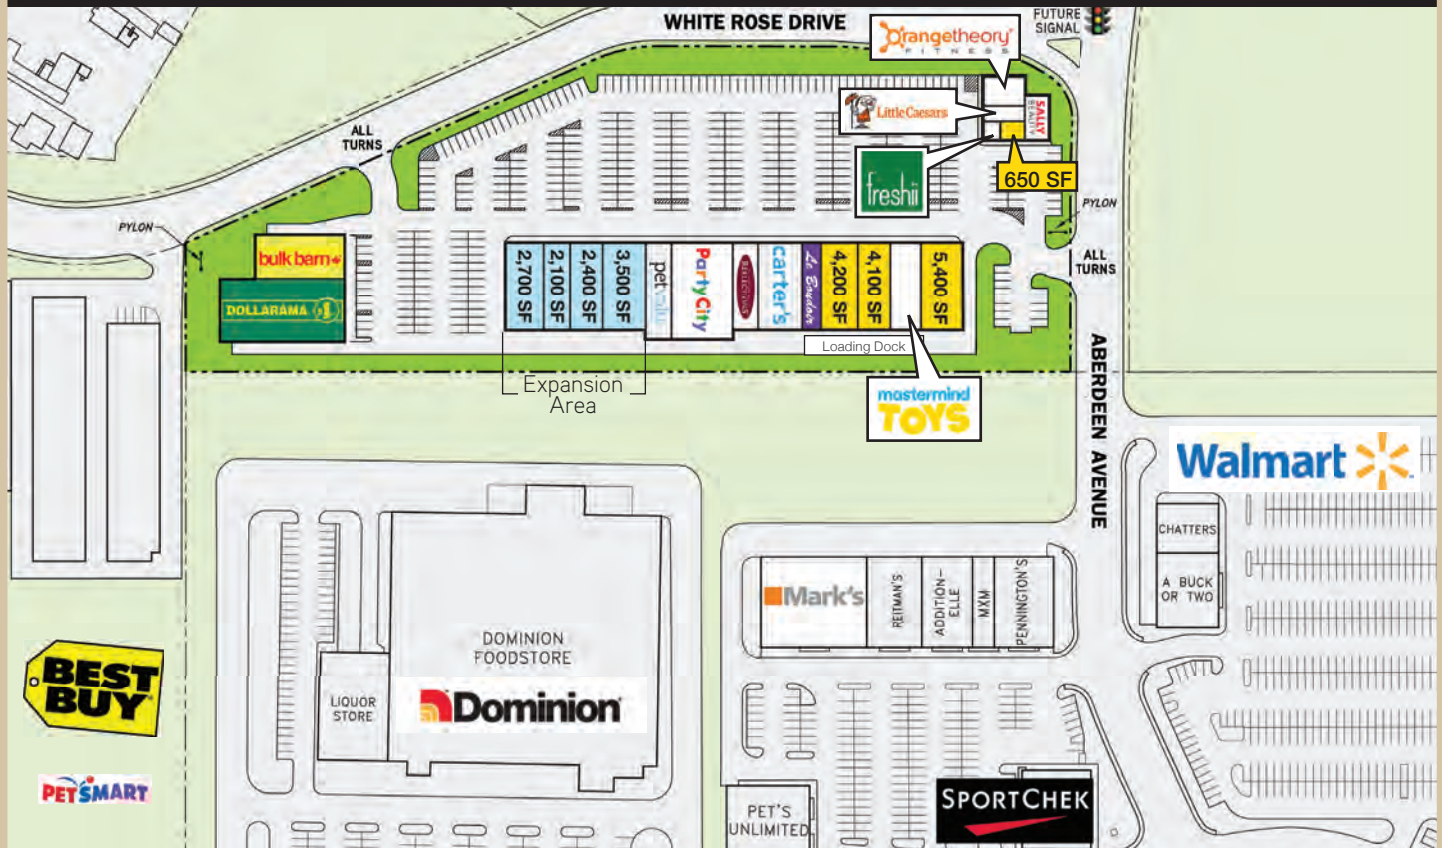 WHITE ROSE DRIVE
FUTURE
SIGNAL
orangetheory
FITNESS
Little Caesars
SALLY
BEAUTY
freshii
650 SF
ALL
TURNS
PYLON
PYLON
ALL
TURNS
bulk barn
DOLLARAMA
2,700 SF
2,100 SF
2,400 SF
3,500 SF
petvalu
PartyCity
REFLECTIONS
carter's
Le Boudoir
4,200 SF
4,100 SF
5,400 SF
Loading Dock
Expansion
Area
mastermind
TOYS
ABERDEEN AVENUE
Walmart
CHATTERS
A BUCK
OR TWO
Mark's
REITMAN'S
ADDITION-
ELLE
MXM
PENNINGTON'S
DOMINION
FOODSTORE
Dominion
LIQUOR
STORE
BEST
BUY
PETSMART
PET'S
UNLIMITED
SPORTCHEK